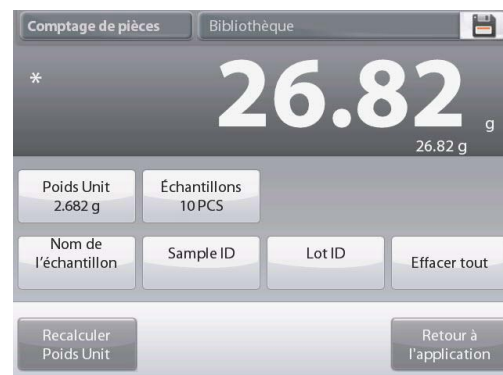 Comptage de pièces
Bibliothèque
*
26.82 g
26.82 g
Poids Unit
2.682 g
Échantillons
10 PCS
Nom de
l'échantillon
Sample ID
Lot ID
Effacer tout
Recalculer
Poids Unit
Retour à
l'application